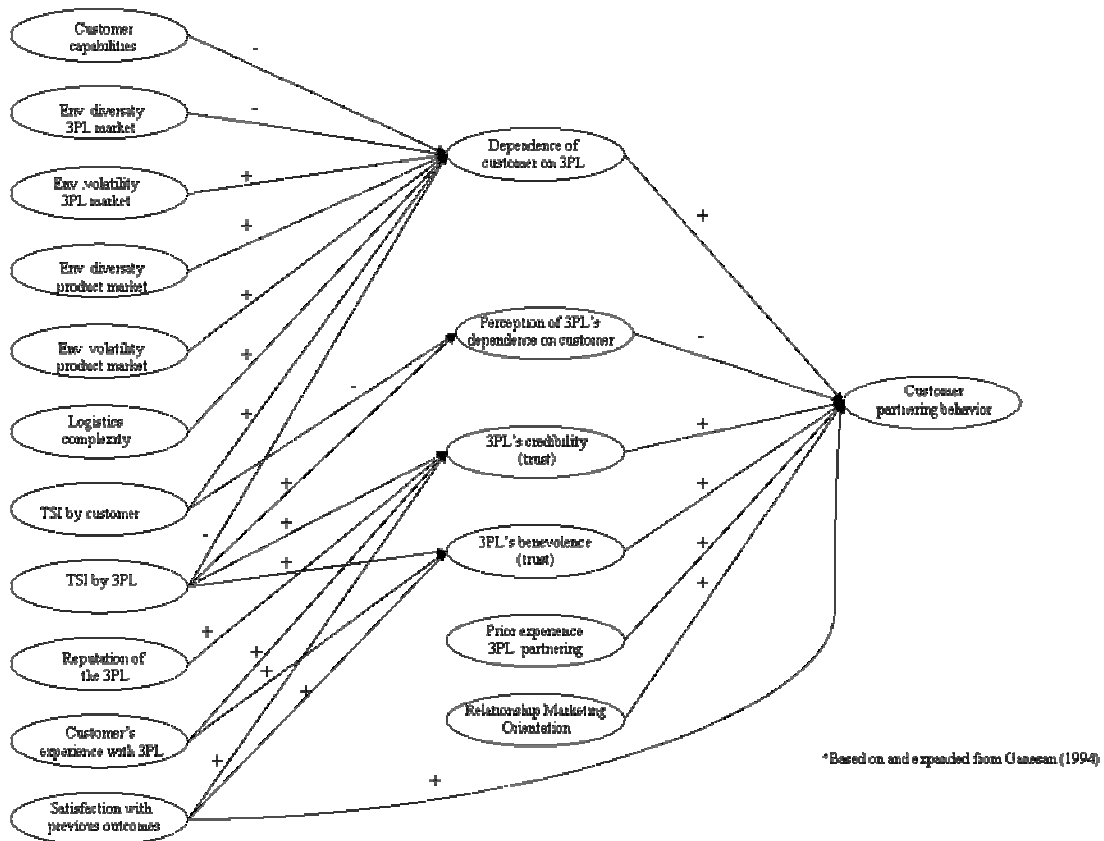 Customer
capabilities
Env diversity
3PL market
Env .volatility
3PL market
Env diversity
product market
Env volatility
product market
Logistics
complexity
TSI by customer
TSI by 3PL
Reputation of
the 3PL
Customer's
experience with 3PL
Satisfaction with
previous outcomes
-
-
+
+
+
+
+
-
-
+
+
+
+
+
+
+
+
+
Dependence of
customer on 3PL
Perception of 3PL's
dependence on customer
3PL's credibility
(trust)
3PL's benevolence
(trust)
Prior experience
3PL partnering
Relationship Marketing
Orientation
+
-
+
+
+
+
Customer
partnering behavior
*Based on and expanded from Ganesan (1994)